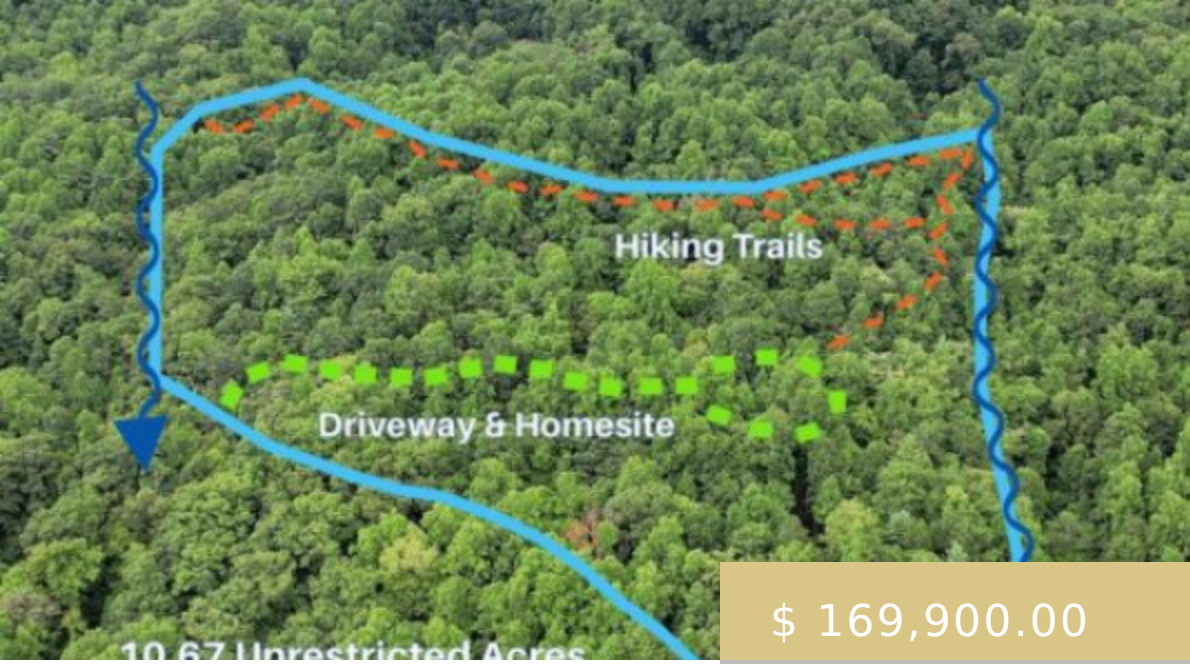 Hiking Trails
Driveway & Homesite
10.67 Unrestricted Acres
$ 169,900.00